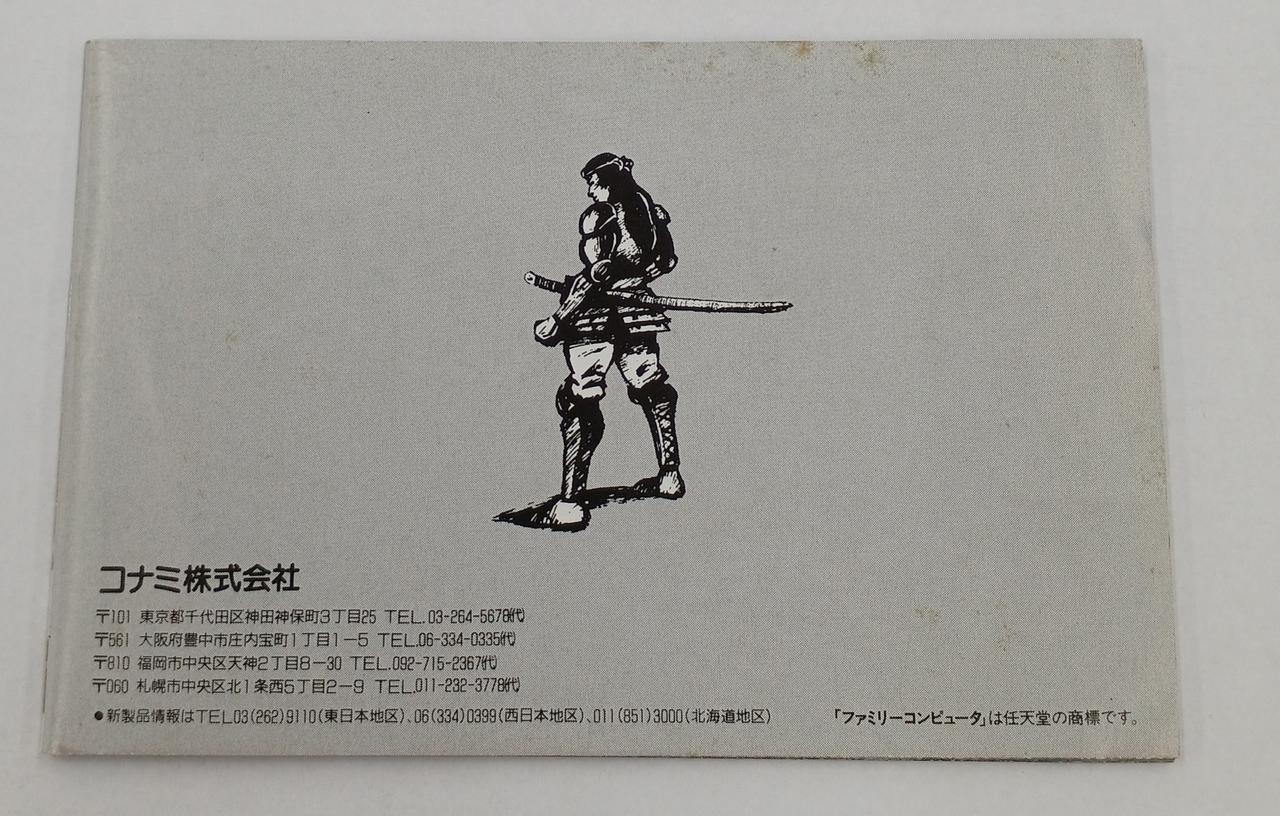 コナミ株式会社
〒101 東京都千代田区神田神保町3丁目25 TEL.03-264-5678㈹
〒561 大阪府豊中市庄内宝町1丁目1－5 TEL.06-334-0335㈹
〒810 福岡市中央区天神2丁目8－30 TEL.092-715-2367㈹
〒060 札幌市中央区北1条西5丁目2－9 TEL.011-232-3778㈹
●新製品情報はTEL03(262)9110(東日本地区)、06(334)0399(西日本地区)、011(851)3000(北海道地区)
「ファミリーコンピュータ」は任天堂の商標です。